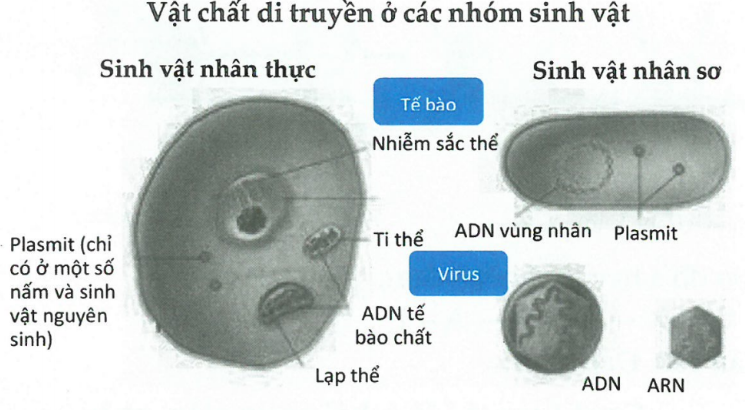 Vật chất di truyền ở các nhóm sinh vật
Sinh vật nhân thực
Sinh vật nhân sơ
Tế bào
Nhiễm sắc thể
ADN vùng nhân
Plasmit
Plasmit (chỉ
có ở một số
nấm và sinh
vật nguyên
sinh)
Ti thể
Virus
ADN tế
bào chất
Lạp thể
ADN
ARN